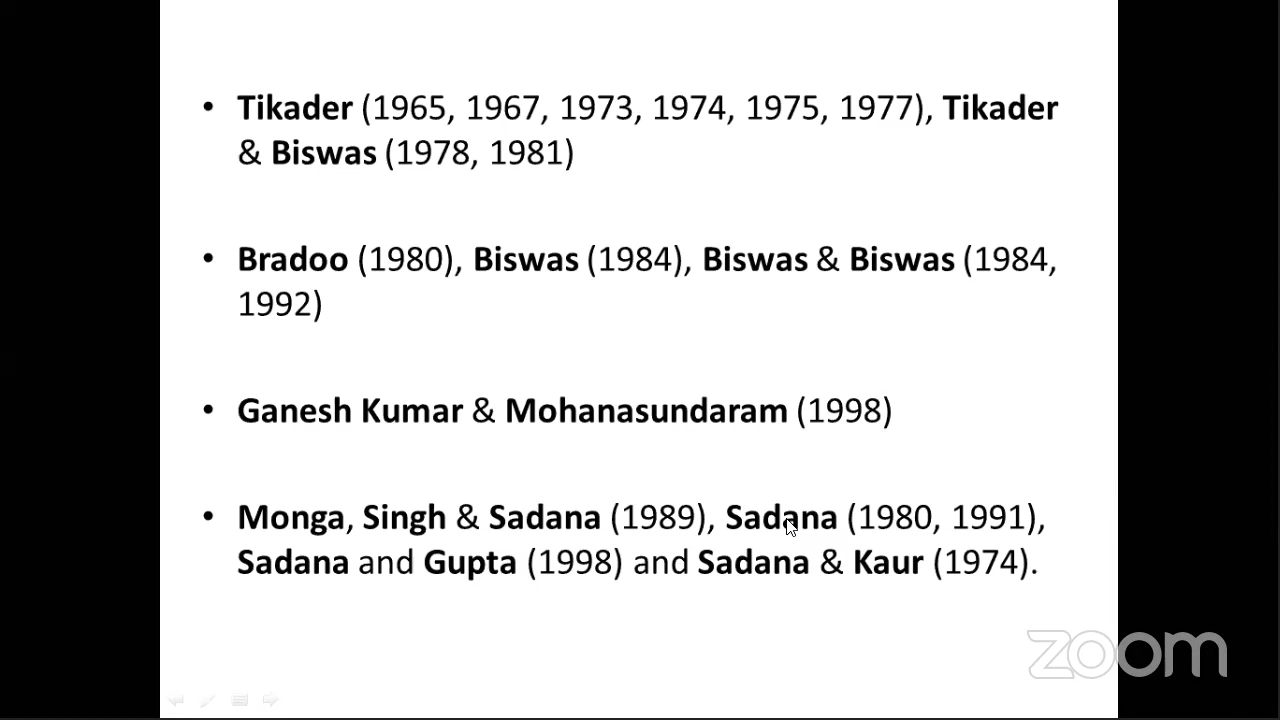 • Tikader (1965, 1967, 1973, 1974, 1975, 1977), Tikader
& Biswas (1978, 1981)
• Bradoo (1980), Biswas (1984), Biswas & Biswas (1984,
1992)
• Ganesh Kumar & Mohanasundaram (1998)
• Monga, Singh & Sadana (1989), Sadana (1980, 1991),
Sadana and Gupta (1998) and Sadana & Kaur (1974).
zoom